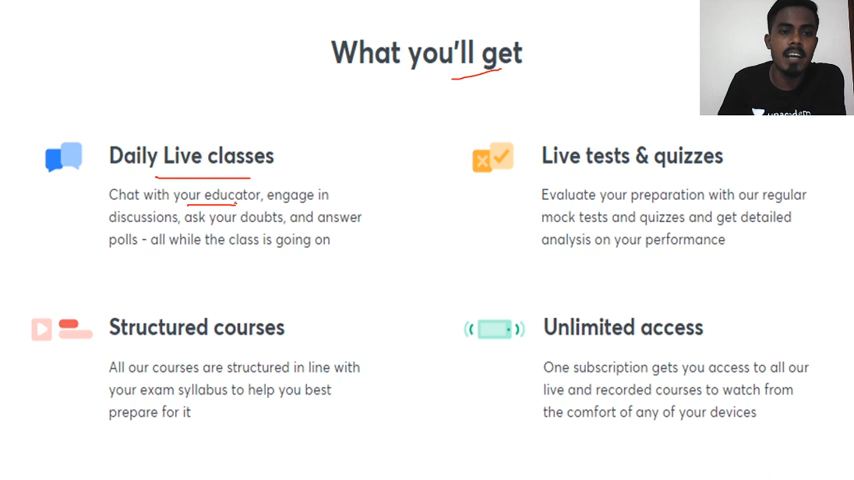 What you'll get
Daily Live classes
Chat with your educator, engage in
discussions, ask your doubts, and answer
polls - all while the class is going on
Live tests & quizzes
Evaluate your preparation with our regular
mock tests and quizzes and get detailed
analysis on your performance
Structured courses
All our courses are structured in line with
your exam syllabus to help you best
prepare for it
Unlimited access
One subscription gets you access to all our
live and recorded courses to watch from
the comfort of any of your devices